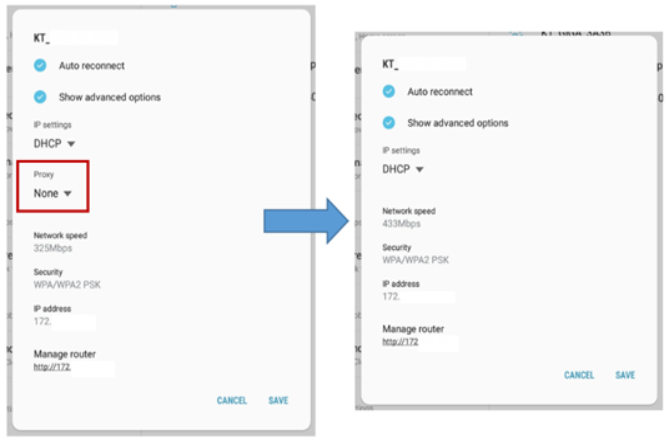 KT_
Auto reconnect
Show advanced options
IP settings
DHCP
Proxy
None
Network speed
325Mbps
Security
WPA/WPA2 PSK
IP address
172.
Manage router
http://172.
CANCEL SAVE
KT_
Auto reconnect
Show advanced options
IP settings
DHCP
Network speed
433Mbps
Security
WPA/WPA2 PSK
IP address
172.
Manage router
http://172
CANCEL SAVE